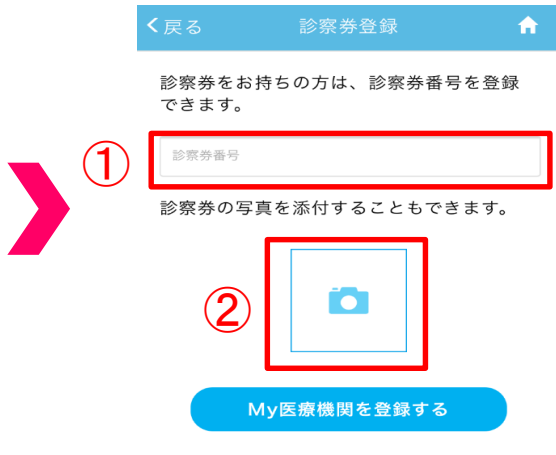 戻る 診察券登録
診察券をお持ちの方は、診察券番号を登録
できます。
① 診察券番号
診察券の写真を添付することもできます。
②
My医療機関を登録する